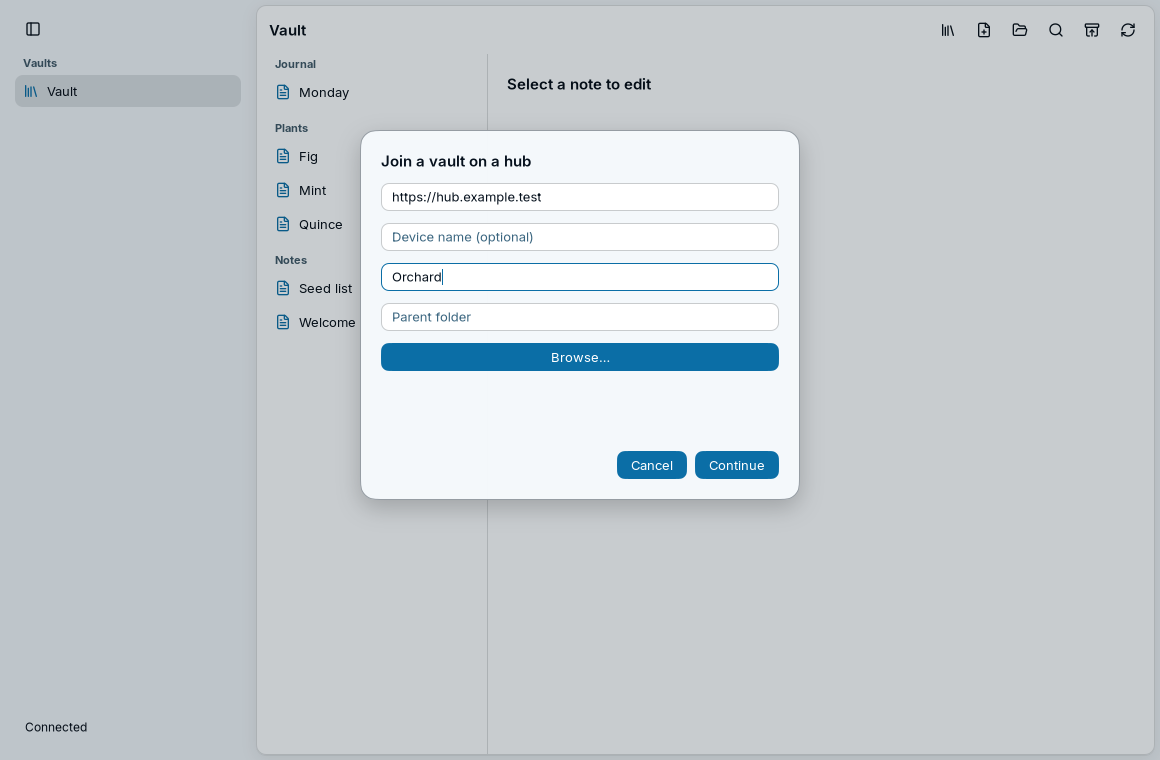 Vaults
Vault
Connected
Vault
Journal
Monday
Plants
Fig
Mint
Quince
Notes
Seed list
Welcome
Select a note to edit
Join a vault on a hub
https://hub.example.test
Device name (optional)
Orchard
Parent folder
Browse...
Cancel
Continue